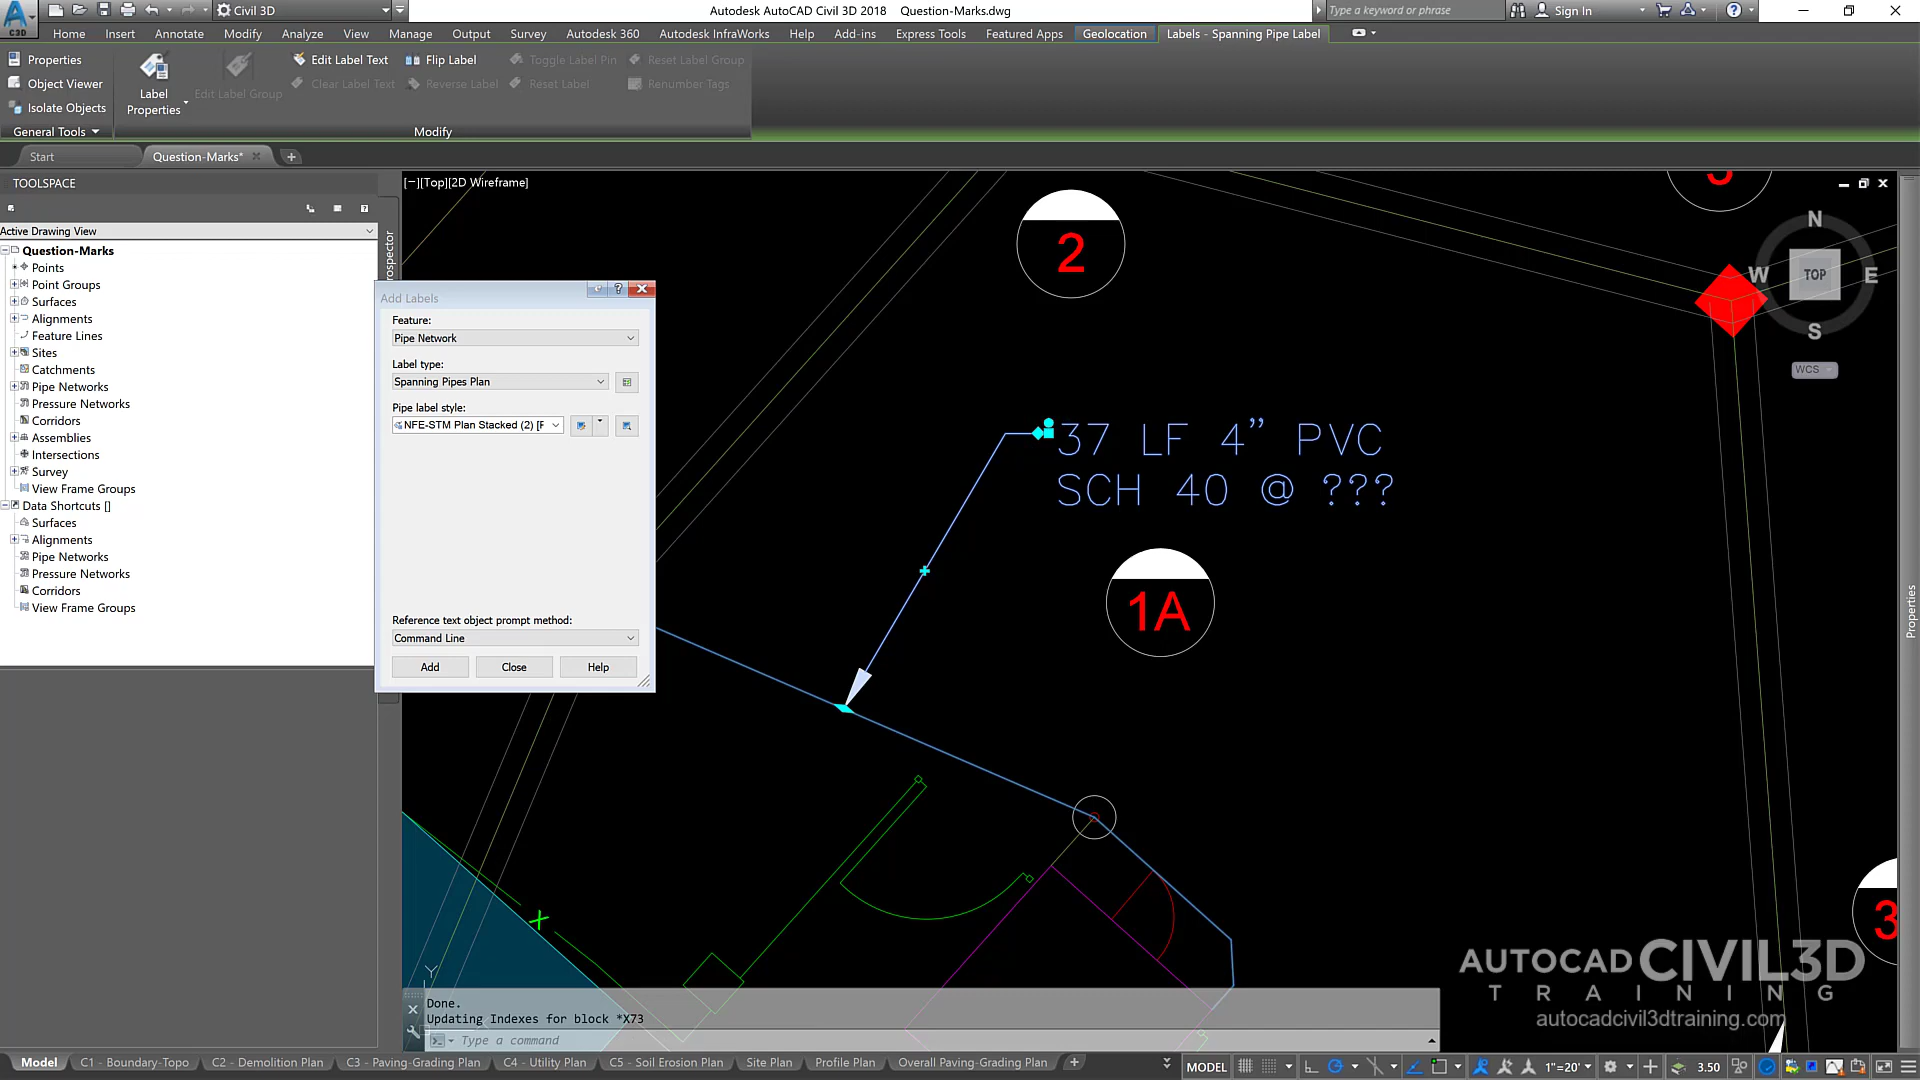 Civil 3D
Autodesk AutoCAD Civil 3D 2018 Question-Marks.dwg
Type a keyword or phrase
Sign In
Home Insert Annotate Modify Analyze View Manage Output Survey Autodesk 360 Autodesk InfraWorks Help Add-ins Express Tools Featured Apps Geolocation Labels - Spanning Pipe Label
Properties
Object Viewer
Isolate Objects
General Tools
Label
Properties
Edit Label Group
Edit Label Text
Clear Label Text
Flip Label
Reverse Label
Toggle Label Pin
Reset Label
Reset Label Group
Renumber Tags
Modify
Start
Question-Marks*
TOOLSPACE
Active Drawing View
Question-Marks
Points
Point Groups
Surfaces
Alignments
Feature Lines
Sites
Catchments
Pipe Networks
Pressure Networks
Corridors
Assemblies
Intersections
Survey
View Frame Groups
Data Shortcuts []
Surfaces
Alignments
Pipe Networks
Pressure Networks
Corridors
View Frame Groups
Add Labels
Feature:
Pipe Network
Label type:
Spanning Pipes Plan
Pipe label style:
NFE-STM Plan Stacked (2) [F
Reference text object prompt method:
Command Line
Add Close Help
[−][Top][2D Wireframe]
2
37 LF 4” PVC
SCH 40 @ ???
1A
3
N
W TOP E
S
WCS
Properties
X
Y
Done.
Updating Indexes for block *X73
Type a command
AUTOCAD CIVIL3D
TRAINING
autocadcivil3dtraining.com
Model C1 - Boundary-Topo C2 - Demolition Plan C3 - Paving-Grading Plan C4 - Utility Plan C5 - Soil Erosion Plan Site Plan Profile Plan Overall Paving-Grading Plan
MODEL 1"=20' 3.50